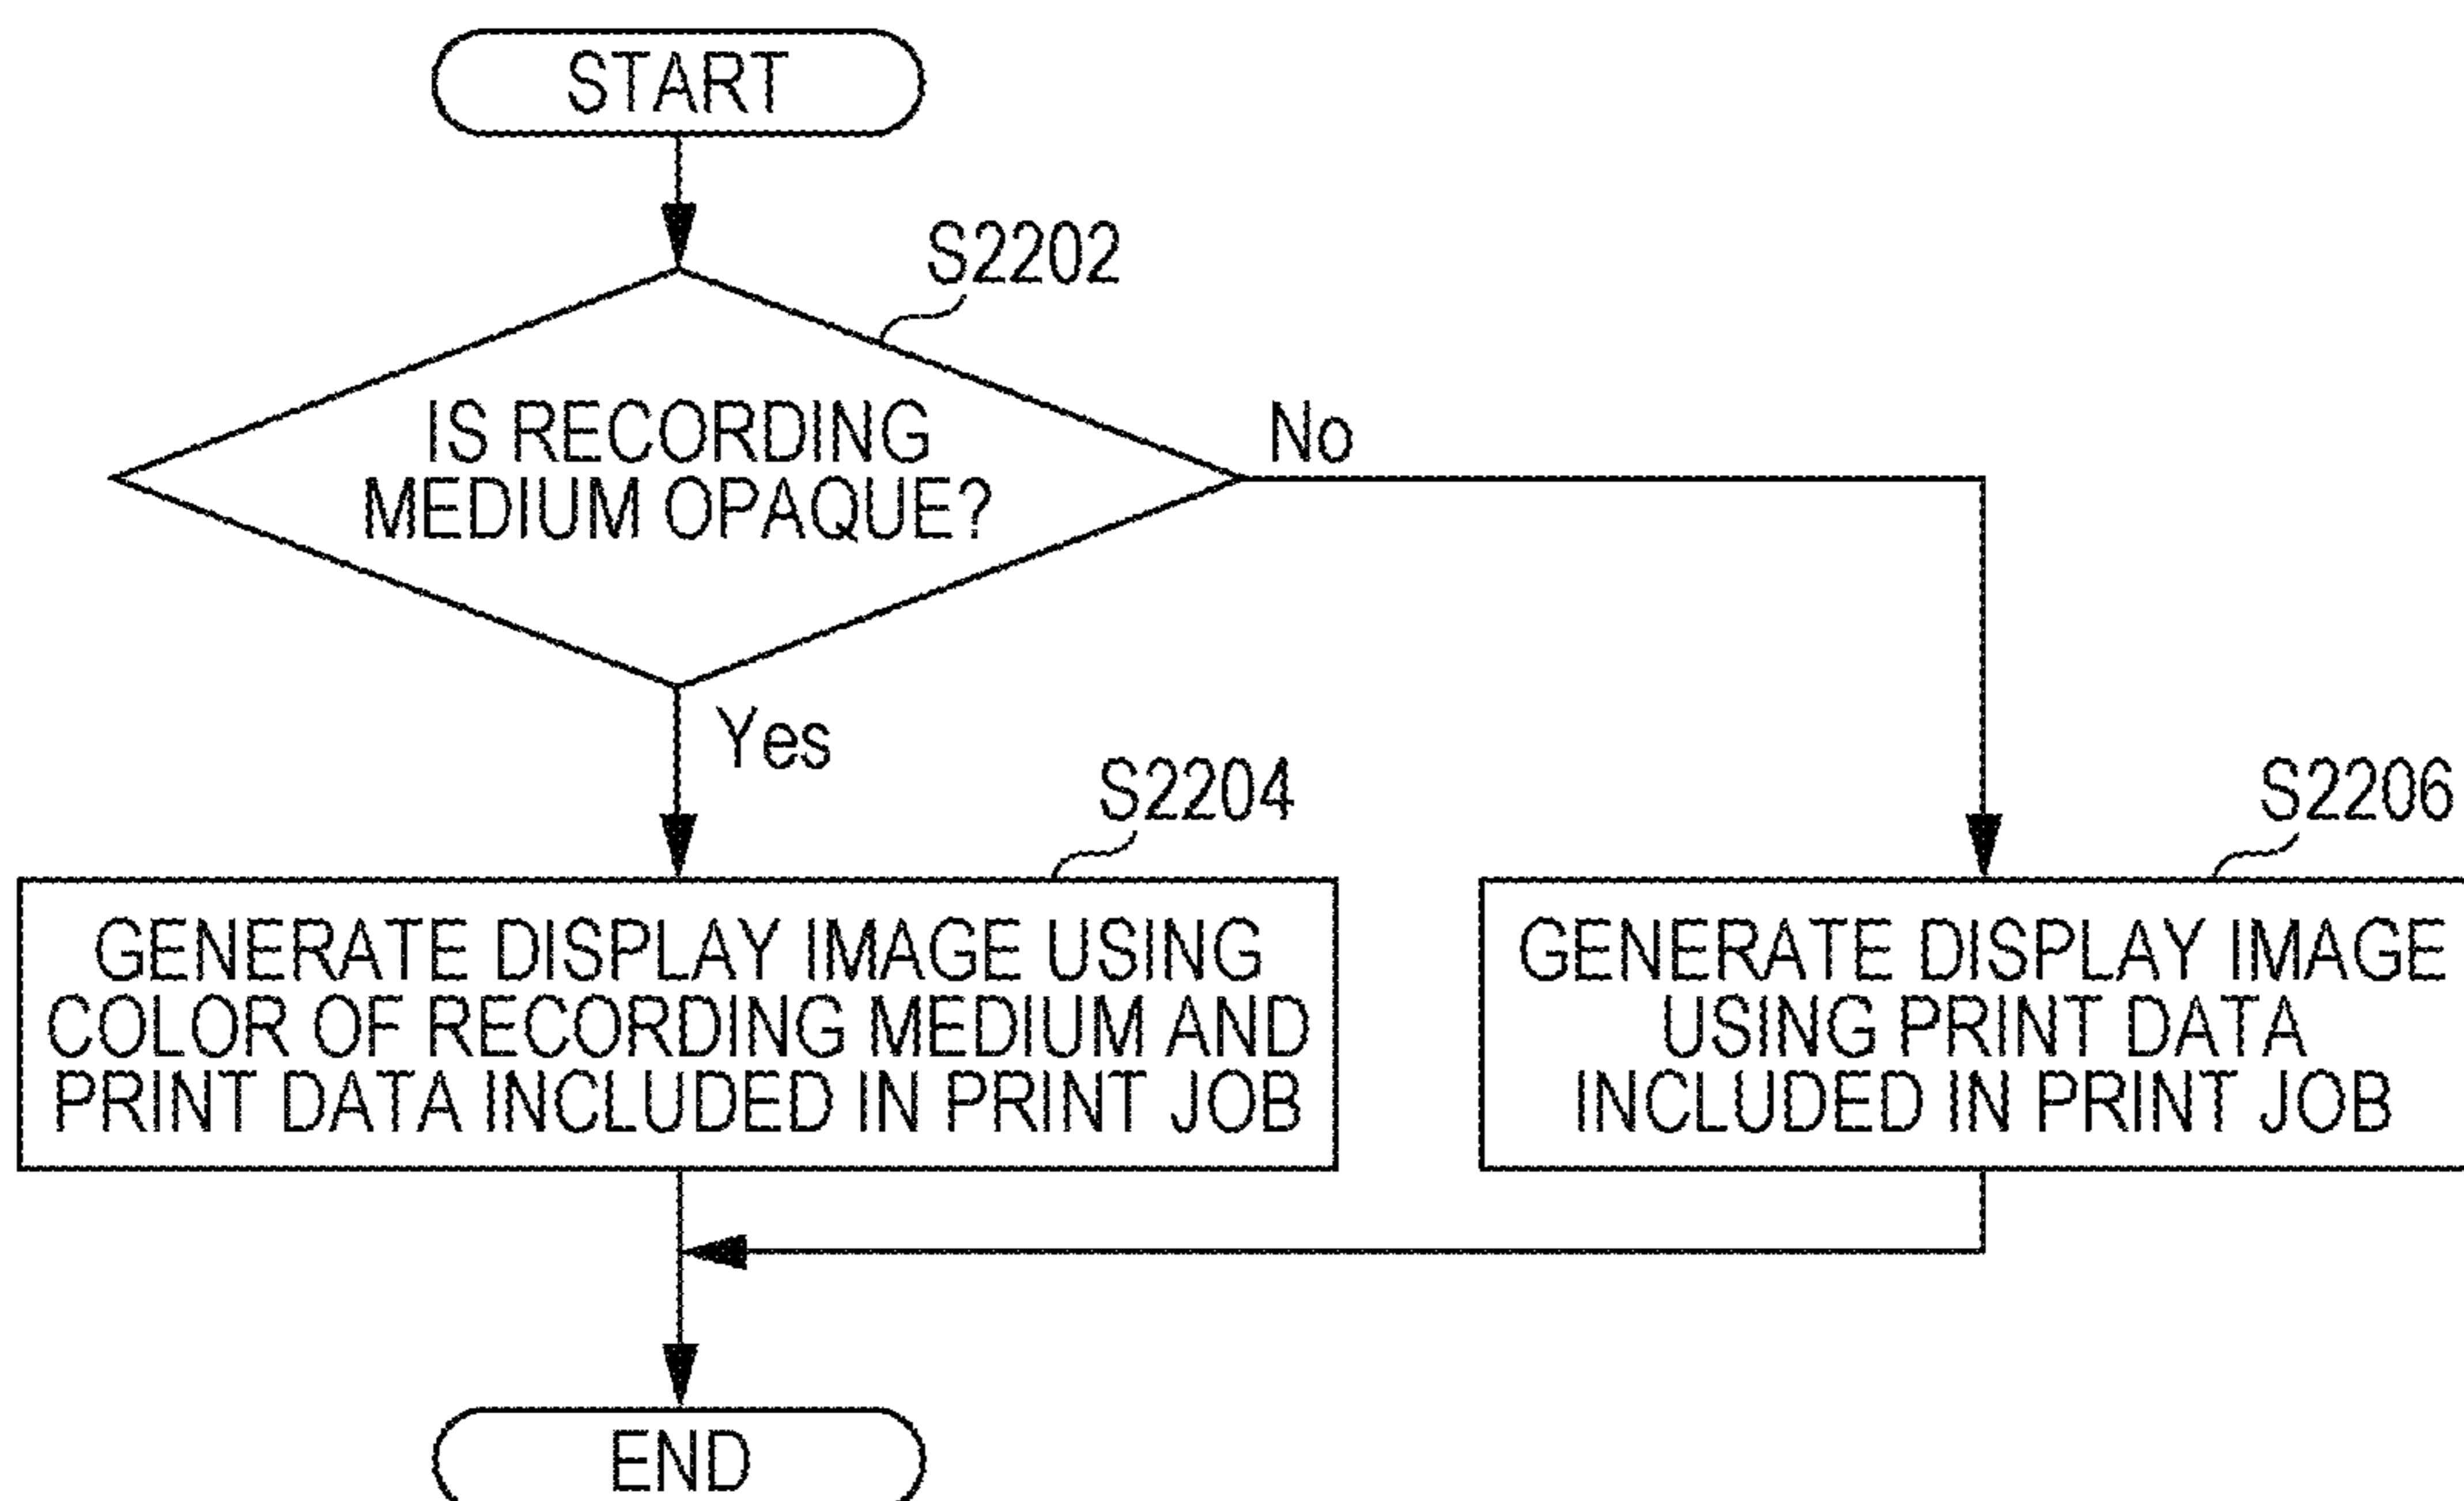 START
S2202
IS RECORDING
MEDIUM OPAQUE?
No
Yes
S2204
GENERATE DISPLAY IMAGE USING
COLOR OF RECORDING MEDIUM AND
PRINT DATA INCLUDED IN PRINT JOB
S2206
GENERATE DISPLAY IMAGE
USING PRINT DATA
INCLUDED IN PRINT JOB
END